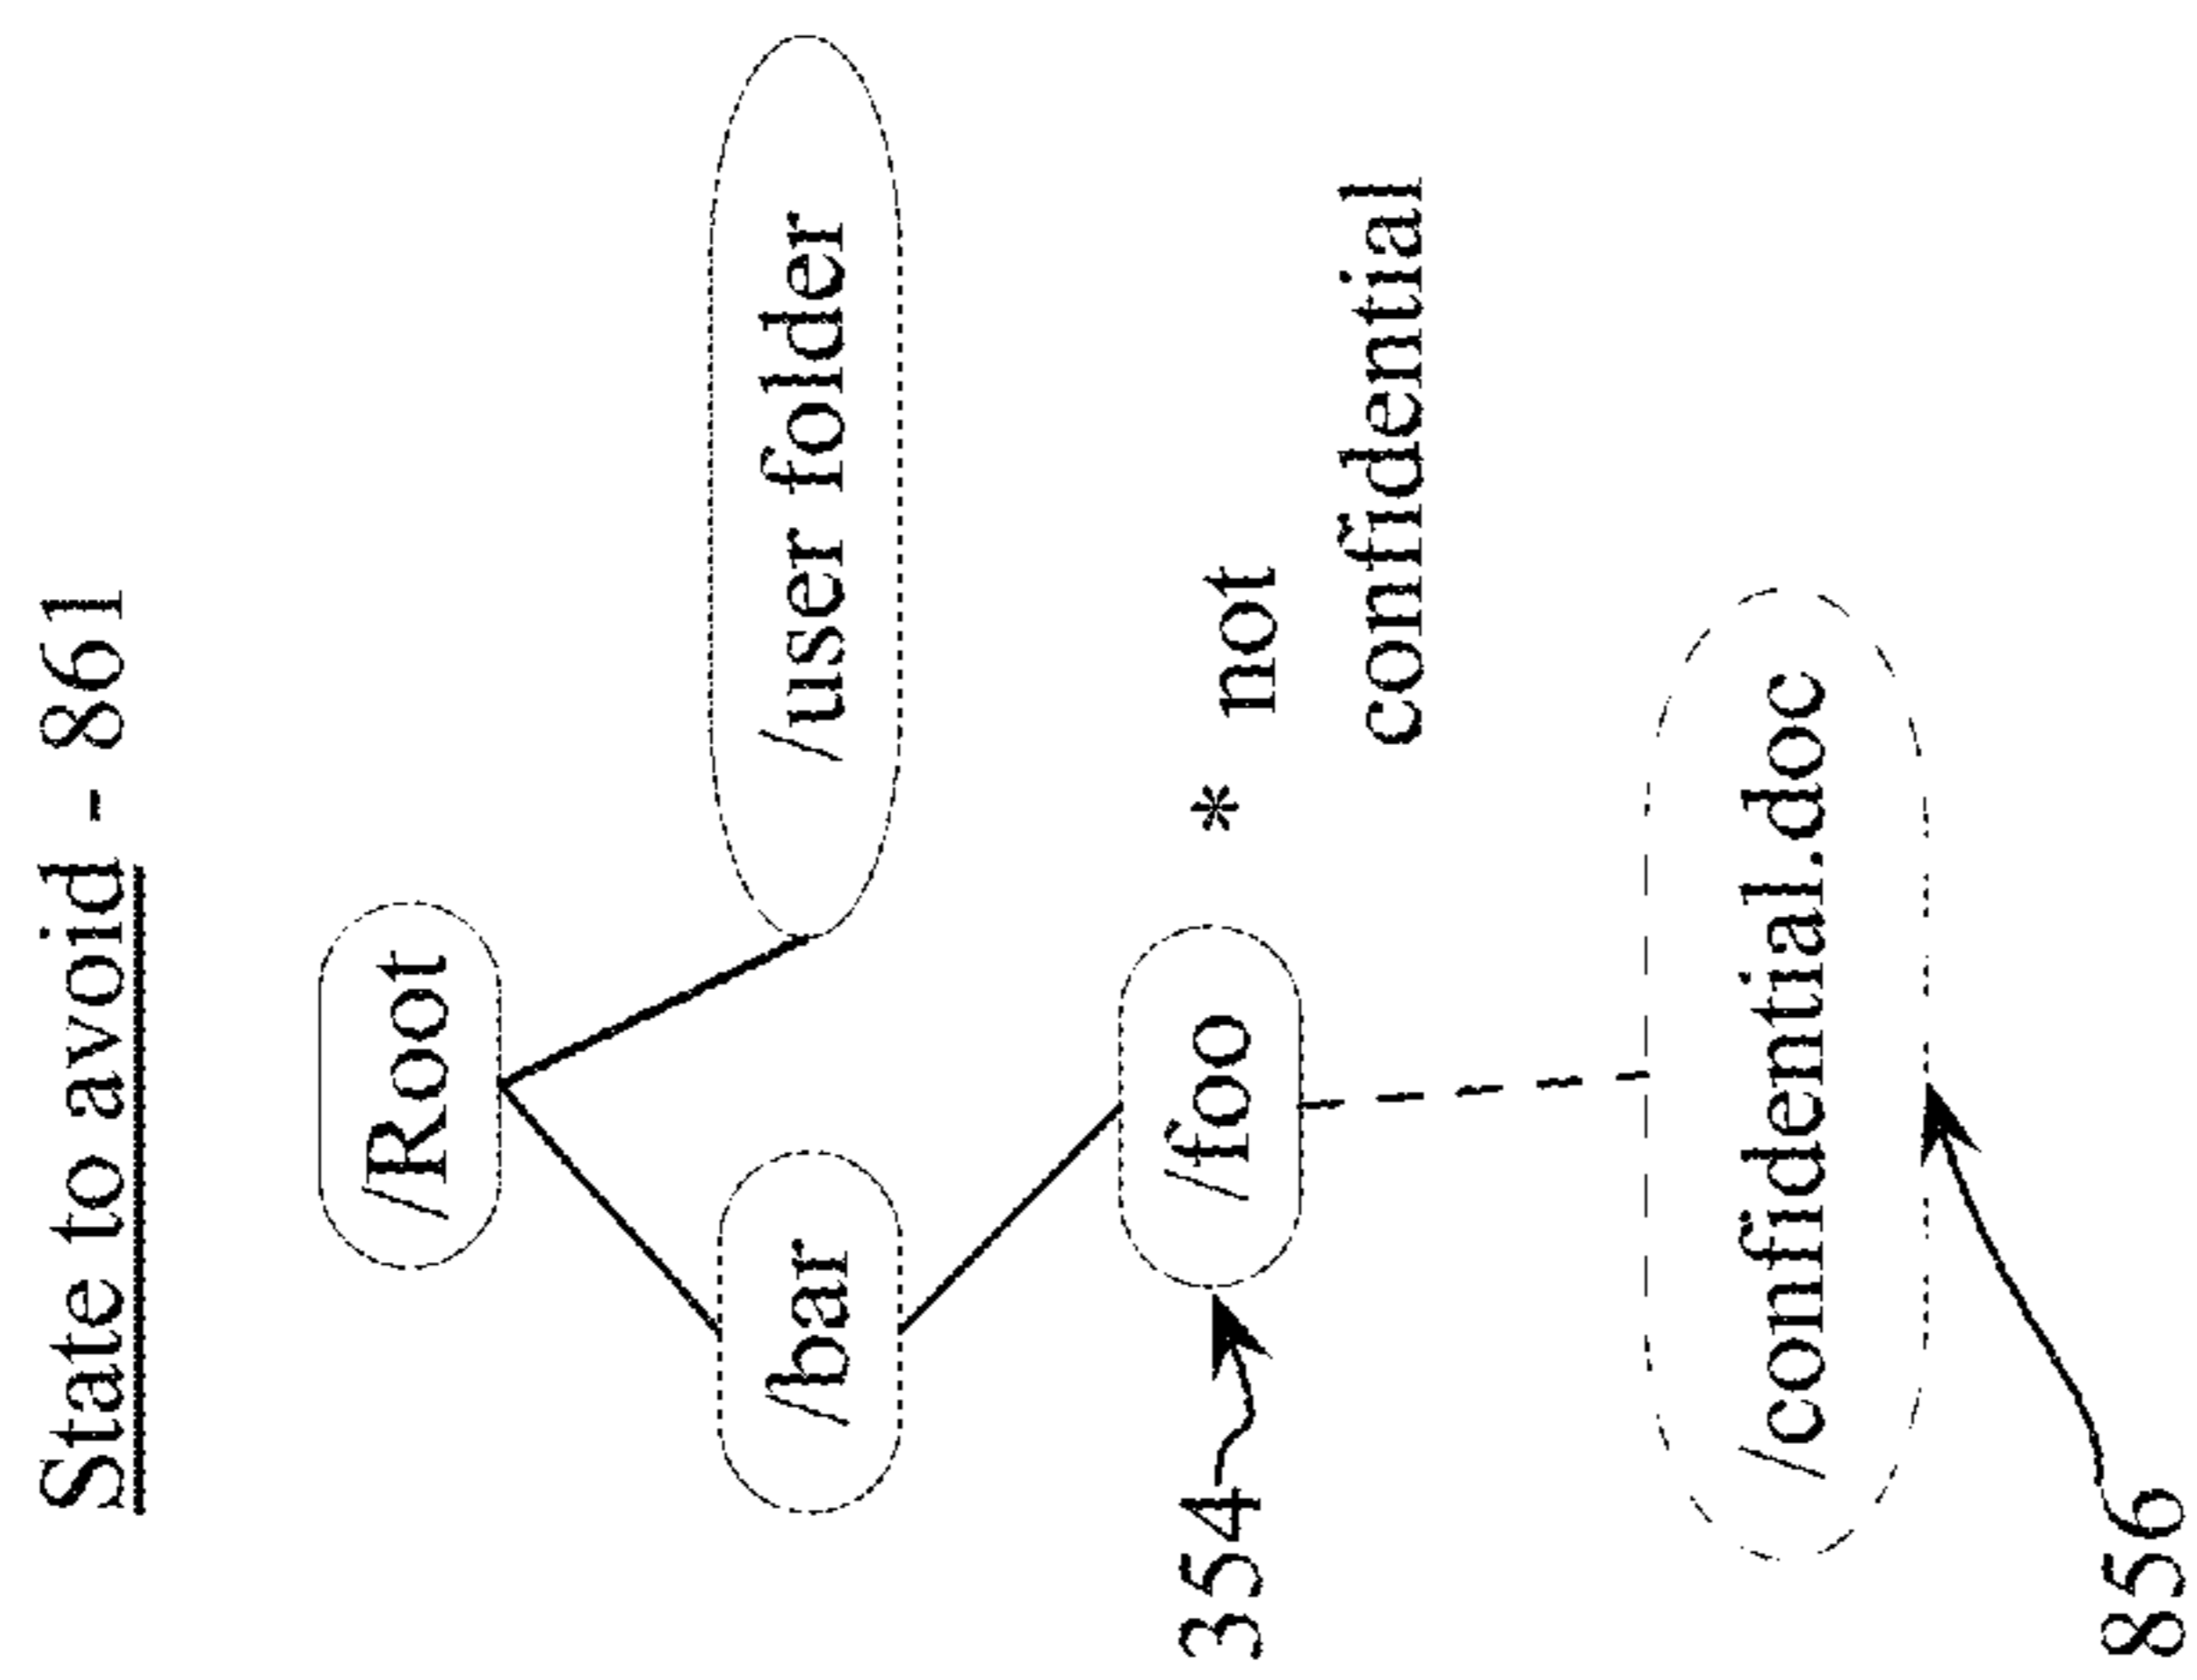 State to avoid - 861
/Root
/bar
/user folder
354
/foo
* not
confidential
/confidential.doc
856